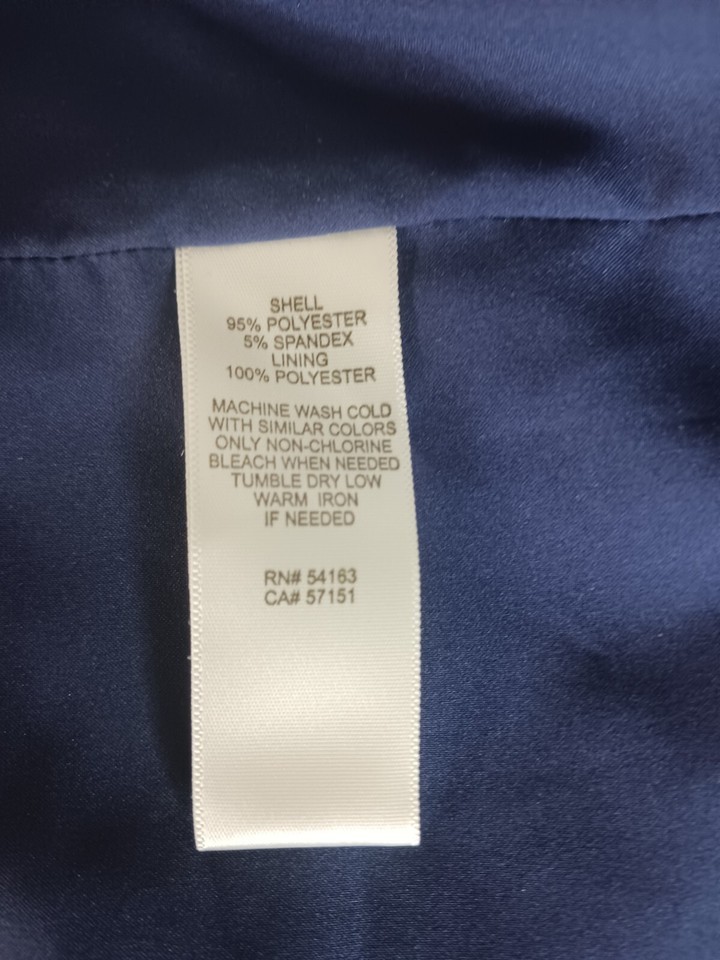 SHELL
95% POLYESTER
5% SPANDEX
LINING
100% POLYESTER
MACHINE WASH COLD
WITH SIMILAR COLORS
ONLY NON-CHLORINE
BLEACH WHEN NEEDED
TUMBLE DRY LOW
WARM IRON
IF NEEDED
RN# 54163
CA# 57151